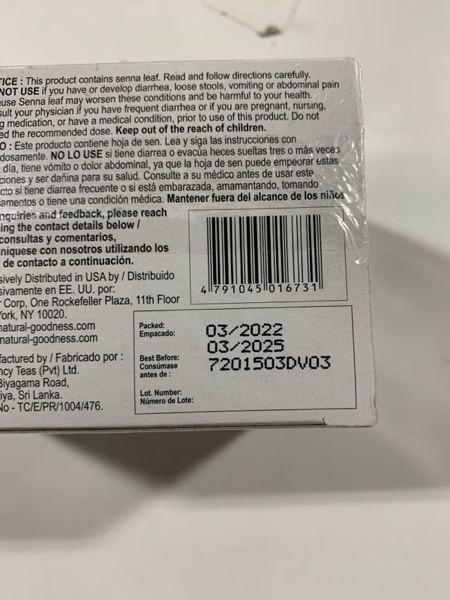 TICE : This product contains senna leaf. Read and follow directions carefully.
NOT USE if you have or develop diarrhea, loose stools, vomiting or abdominal pain
use Senna leaf may worsen these conditions and be harmful to your health.
sult your physician if you have frequent diarrhea or if you are pregnant, nursing,
g medication, or have a medical condition, prior to use of this product. Do not
ed the recommended dose. Keep out of the reach of children.
O : Este producto contiene hoja de sen. Lea y siga las instrucciones con
dosamente. NO LO USE si tiene diarrea o evacúa heces sueltas tres o más veces
día, tiene vómito o dolor abdominal, ya que la hoja de sen puede empeorar estas
ciones y ser dañina para su salud. Consulte a su médico antes de usar este
cto si tiene diarrea frecuente o si está embarazada, amamantando, tomando
amentos o tiene una condición médica. Mantener fuera del alcance de los niños
nquiries and feedback, please reach
ing the contact details below /
consultas y comentarios,
níquese con nosotros utilizando los
de contacto a continuación.
sively Distributed in USA by / Distribuido
sivamente en EE. UU. por:
r Corp, One Rockefeller Plaza, 11th Floor
York, NY 10020.
natural-goodness.com
natural-goodness.com
factured by / Fabricado por :
ncy Teas (Pvt) Ltd.
Biyagama Road,
iya, Sri Lanka.
No - TC/E/PR/1004/476.
4 791045 016731
Packed:
Empacado:
03/2022
03/2025
Best Before:
Consúmase
antes de :
7201503DV03
Lot. Number:
Número de Lote: